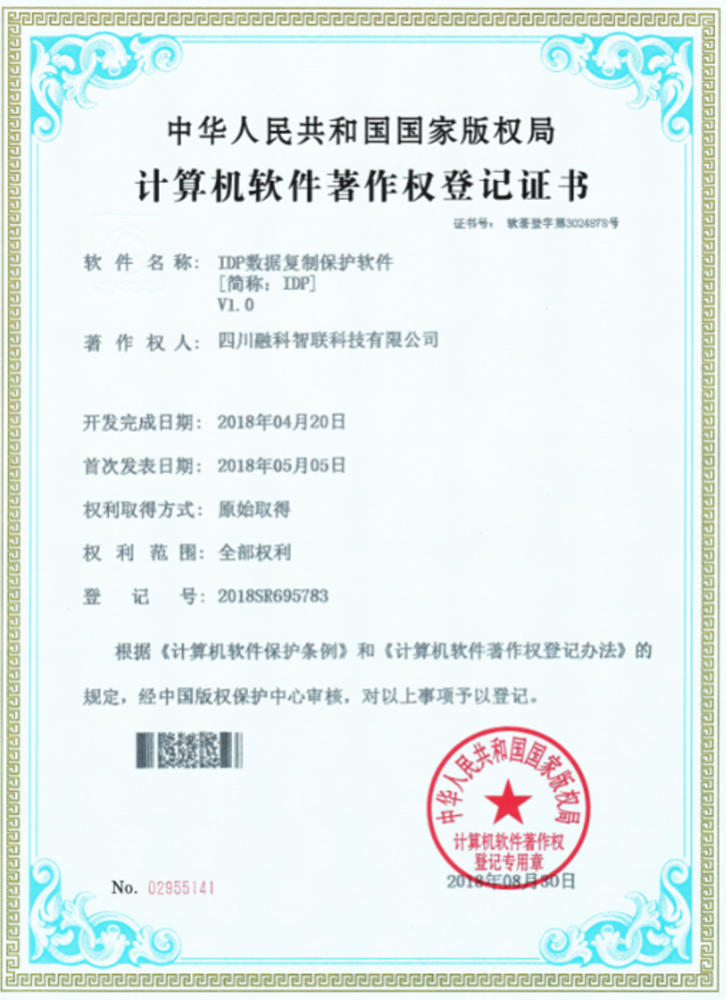 中华人民共和国国家版权局
计算机软件著作权登记证书
证书号： 软著登字第3024878号
软件名称： IDP数据复制保护软件
[简称：IDP]
V1.0
著作权人： 四川融科智联科技有限公司
开发完成日期： 2018年04月20日
首次发表日期： 2018年05月05日
权利取得方式： 原始取得
权利范围： 全部权利
登记号： 2018SR695783
根据《计算机软件保护条例》和《计算机软件著作权登记办法》的
规定，经中国版权保护中心审核，对以上事项予以登记。
中华人民共和国国家版权局
计算机软件著作权
登记专用章
2018年08月30日
No. 02955141